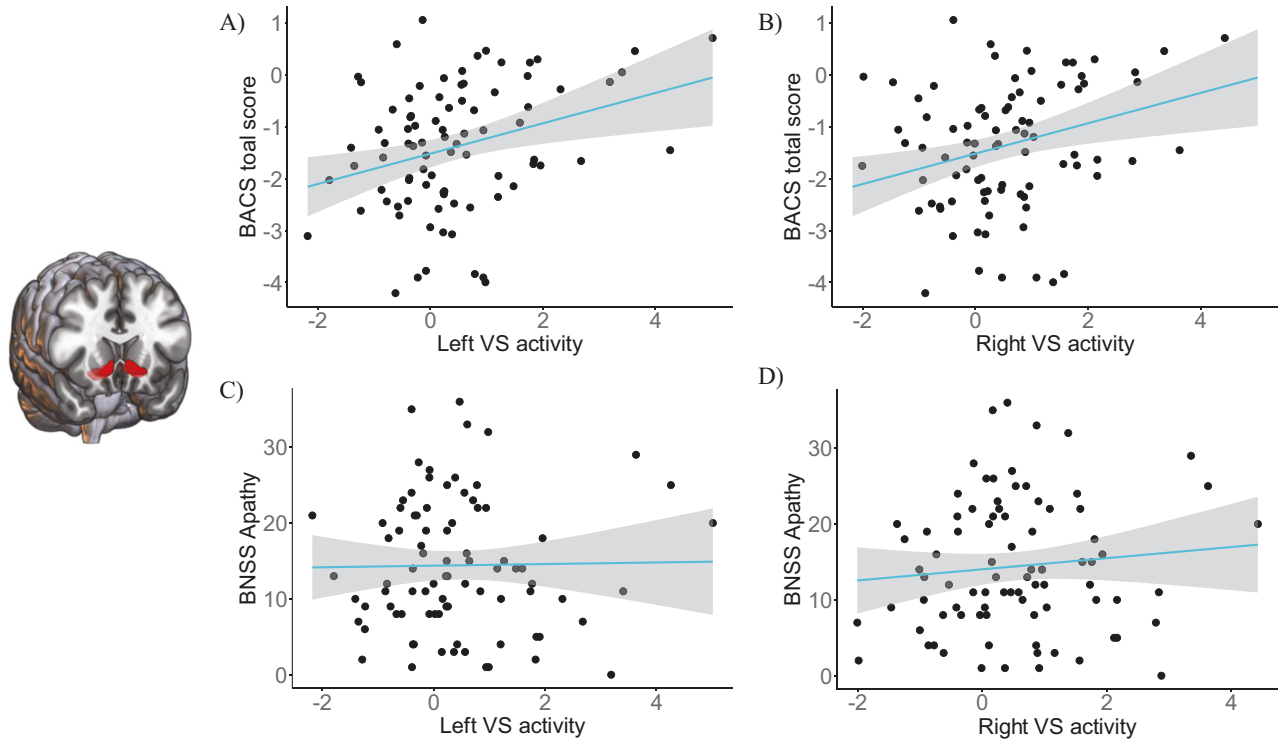 A)
BACS toal score
1
0
-1
-2
-3
-4
-2 0 2 4
Left VS activity
B)
BACS total score
1
0
-1
-2
-3
-4
-2 0 2 4
Right VS activity
C)
BNSS Apathy
30
20
10
0
-2 0 2 4
Left VS activity
D)
BNSS Apathy
30
20
10
0
-2 0 2 4
Right VS activity